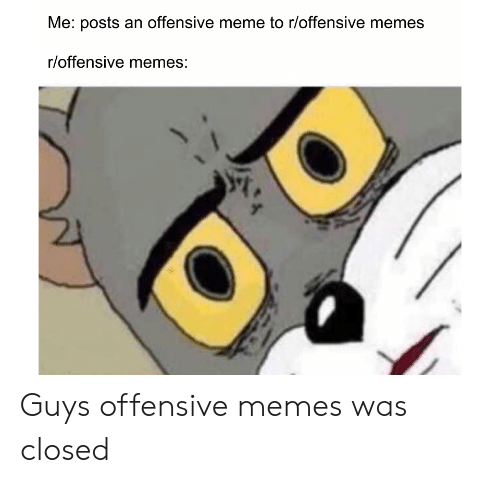 Me: posts an offensive meme to r/offensive memes
r/offensive memes:
Guys offensive memes was
closed